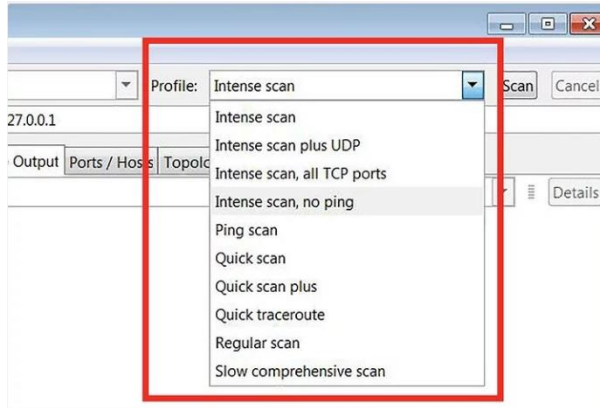 Profile: Intense scan Scan Cancel
27.0.0.1
Intense scan
Intense scan plus UDP
Output Ports / Hosts Topolo
Intense scan, all TCP ports
Intense scan, no ping Details
Ping scan
Quick scan
Quick scan plus
Quick traceroute
Regular scan
Slow comprehensive scan